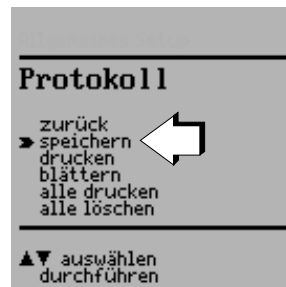 Protokoll
zurück
speichern
drucken
blättern
alle drucken
alle löschen
▲▼ auswählen
durchführen